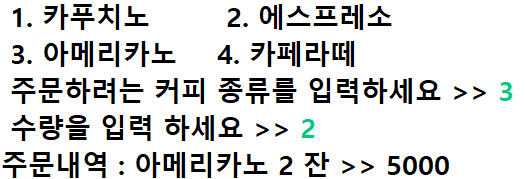 1. 카푸치노 2. 에스프레소
3. 아메리카노 4. 카페라떼
주문하려는 커피 종류를 입력하세요 >> 3
수량을 입력 하세요 >> 2
주문내역 : 아메리카노 2 잔 >> 5000